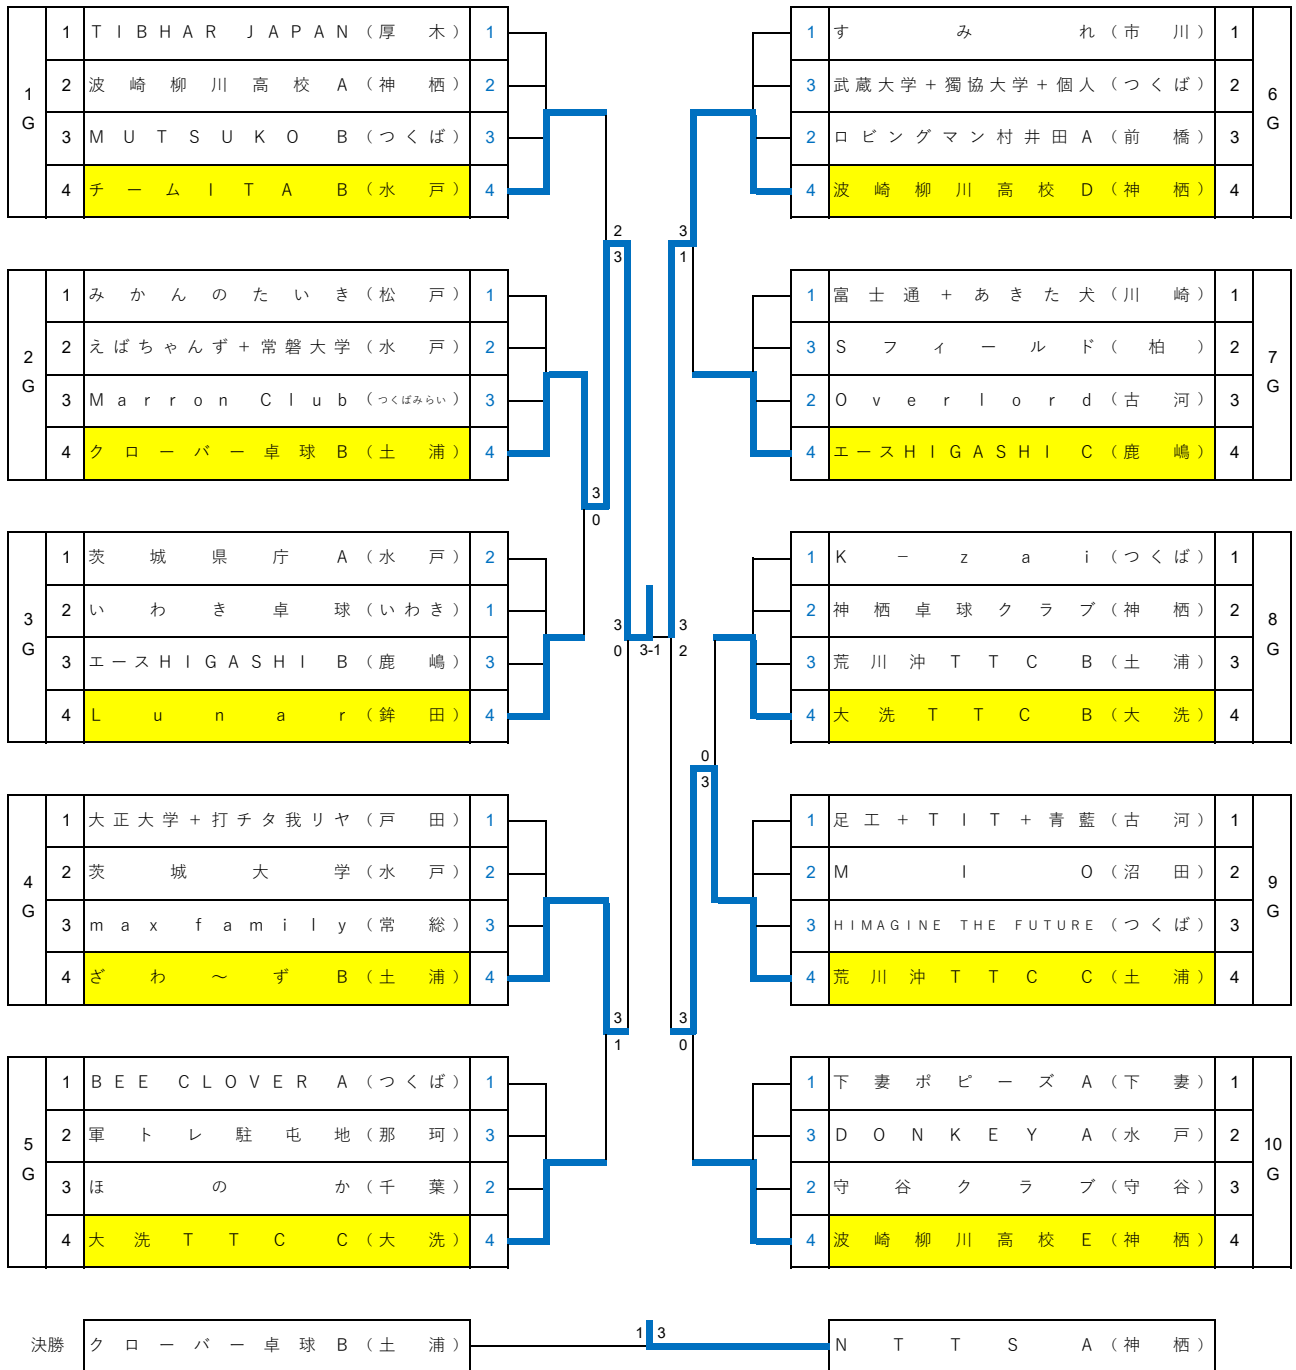 1G
1 TIBHAR JAPAN(厚木) 1
2 波崎柳川高校A(神栖) 2
3 MUTSUKO B(つくば) 3
4 チームITA B(水戸) 4
2G
1 みかんのたいき(松戸) 1
2 えばちゃんず+常磐大学(水戸) 2
3 Marron Club(つくばみらい) 3
4 クローバー卓球B(土浦) 4
3G
1 茨城県庁A(水戸) 2
2 いわき卓球(いわき) 1
3 エースHIGASHI B(鹿嶋) 3
4 Lunar(鉾田) 4
4G
1 大正大学+打チタ我リヤ(戸田) 1
2 茨城大学(水戸) 2
3 max family(常総) 3
4 ざわ～ずB(土浦) 4
5G
1 BEE CLOVER A(つくば) 1
2 軍トレ駐屯地(那珂) 3
3 ほのか(千葉) 2
4 大洗TTC C(大洗) 4
2
3
3
0
3
0
3
1
3-1
3
1
3
2
0
3
3
0
6G
1 すみれ(市川) 1
3 武蔵大学+獨協大学+個人(つくば) 2
2 ロビングマン村井田A(前橋) 3
4 波崎柳川高校D(神栖) 4
7G
1 富士通+あきた犬(川崎) 1
3 Sフィールド(柏) 2
2 Overlord(古河) 3
4 エースHIGASHI C(鹿嶋) 4
8G
1 K-zai(つくば) 1
2 神栖卓球クラブ(神栖) 2
3 荒川沖TTC B(土浦) 3
4 大洗TTC B(大洗) 4
9G
1 足工+TIT+青藍(古河) 1
2 MIO(沼田) 2
3 HIMAGINE THE FUTURE(つくば) 3
4 荒川沖TTC C(土浦) 4
10G
1 下妻ポピーズA(下妻) 1
3 DONKEY A(水戸) 2
2 守谷クラブ(守谷) 3
4 波崎柳川高校E(神栖) 4
決勝 クローバー卓球B(土浦) 1 3 NTTS A(神栖)